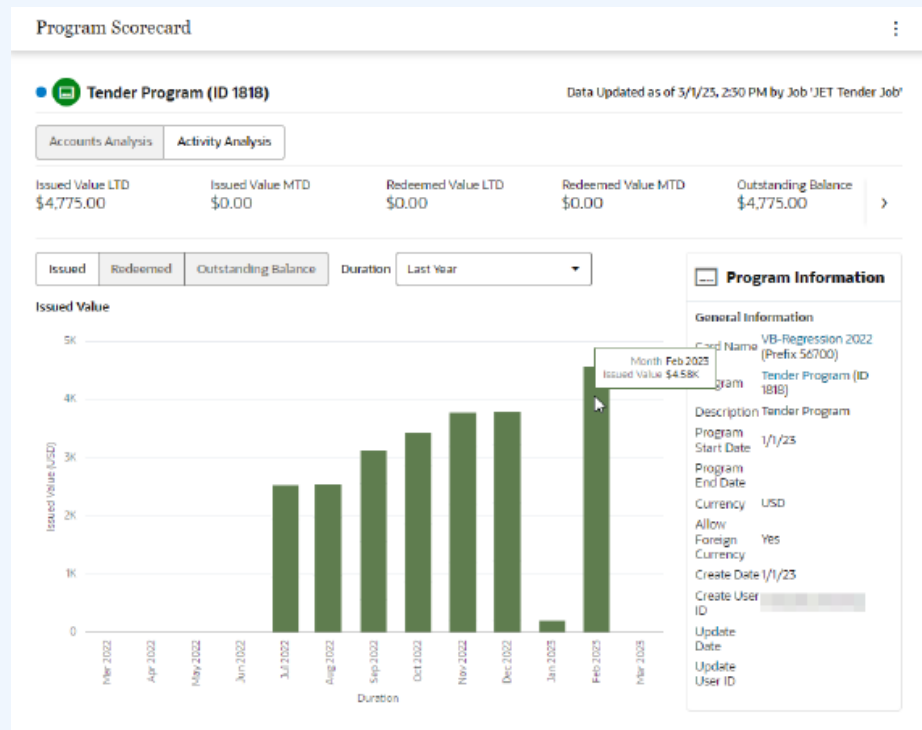 Program Scorecard
Tender Program (ID 1818)
Data Updated as of 3/1/23, 2:30 PM by Job 'JET Tender Job'
Accounts Analysis
Activity Analysis
Issued Value LTD
$4,775.00
Issued Value MTD
$0.00
Redeemed Value LTD
$0.00
Redeemed Value MTD
$0.00
Outstanding Balance
$4,775.00
Issued
Redeemed
Outstanding Balance
Duration
Last Year
Issued Value
5K
4K
3K
2K
1K
0
Issued Value (USD)
Month Feb 2023
Issued Value $4.58K
Mar 2022
Apr 2022
May 2022
Jun 2022
Jul 2022
Aug 2022
Sep 2022
Oct 2022
Nov 2022
Dec 2022
Jan 2023
Feb 2023
Mar 2023
Duration
Program Information
General Information
Card Name
VB-Regression 2022
(Prefix 56700)
gram
Tender Program (ID
1818)
Description Tender Program
Program
Start Date
1/1/23
Program
End Date
Currency USD
Allow
Foreign
Currency
Yes
Create Date 1/1/23
Create User
ID
Update
Date
Update
User ID